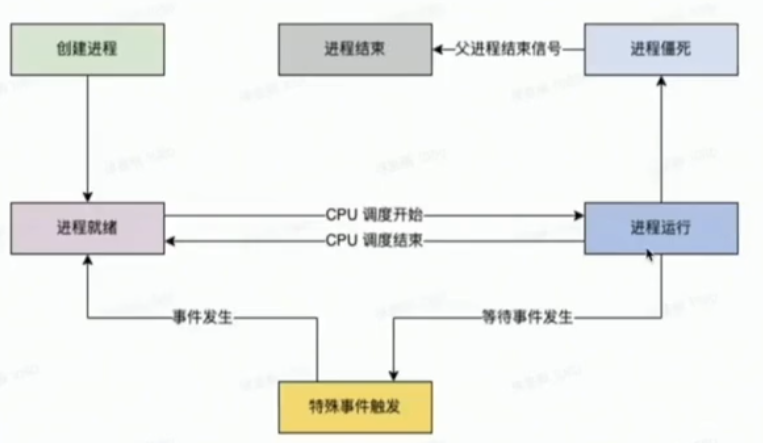 创建进程
进程结束
父进程结束信号
进程僵死
进程就绪
CPU 调度开始
CPU 调度结束
进程运行
事件发生
等待事件发生
特殊事件触发